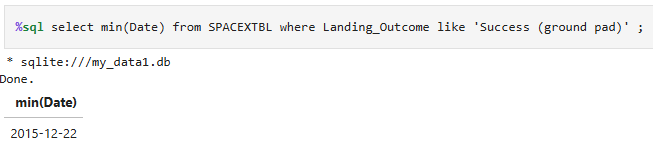 %sql select min(Date) from SPACEXTBL where Landing_Outcome like 'Success (ground pad)' ;
* sqlite:///my_data1.db
Done.
min(Date)
2015-12-22